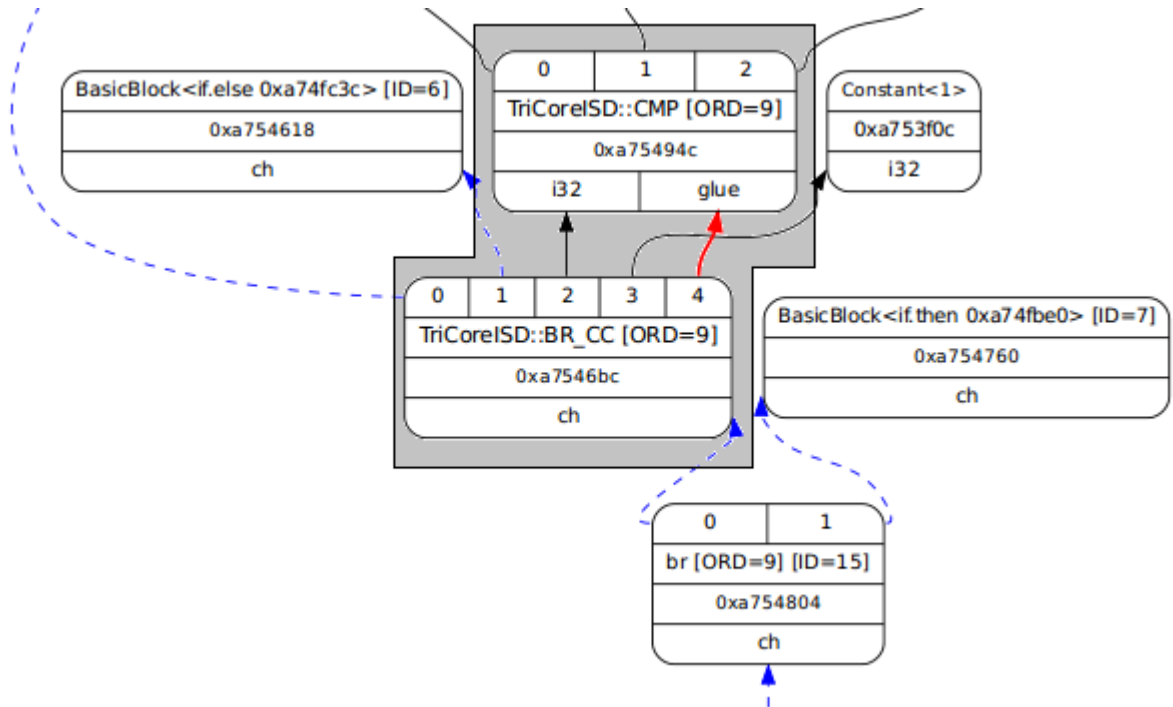 BasicBlock<if.else 0xa74fc3c> [ID=6]
0xa754618
ch
0 1 2
TriCoreISD::CMP [ORD=9]
0xa75494c
i32 glue
Constant<1>
0xa753f0c
i32
0 1 2 3 4
TriCoreISD::BR_CC [ORD=9]
0xa7546bc
ch
BasicBlock<if.then 0xa74fbe0> [ID=7]
0xa754760
ch
0 1
br [ORD=9] [ID=15]
0xa754804
ch